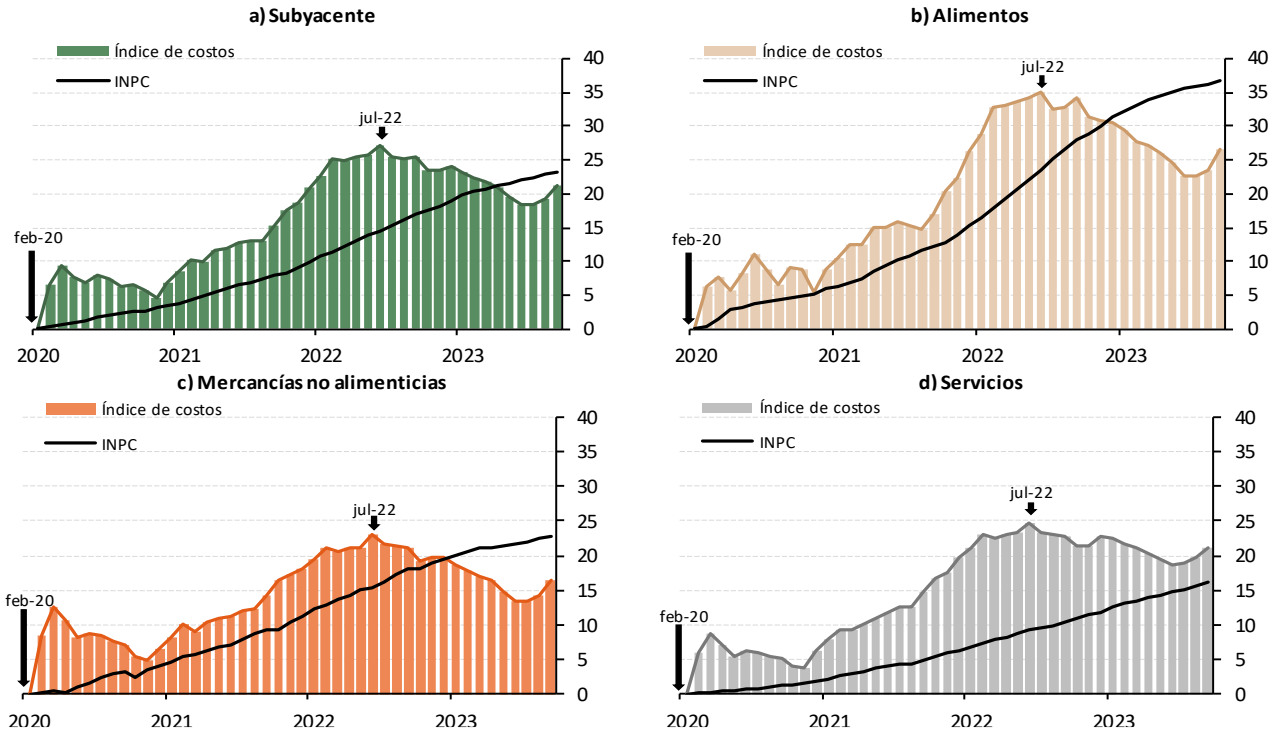 a) Subyacente
Índice de costos
INPC
jul-22
feb-20
40
35
30
25
20
15
10
5
0
2020 2021 2022 2023
b) Alimentos
Índice de costos
INPC
jul-22
feb-20
40
35
30
25
20
15
10
5
0
2020 2021 2022 2023
c) Mercancías no alimenticias
Índice de costos
INPC
jul-22
feb-20
40
35
30
25
20
15
10
5
0
2020 2021 2022 2023
d) Servicios
Índice de costos
INPC
jul-22
feb-20
40
35
30
25
20
15
10
5
0
2020 2021 2022 2023